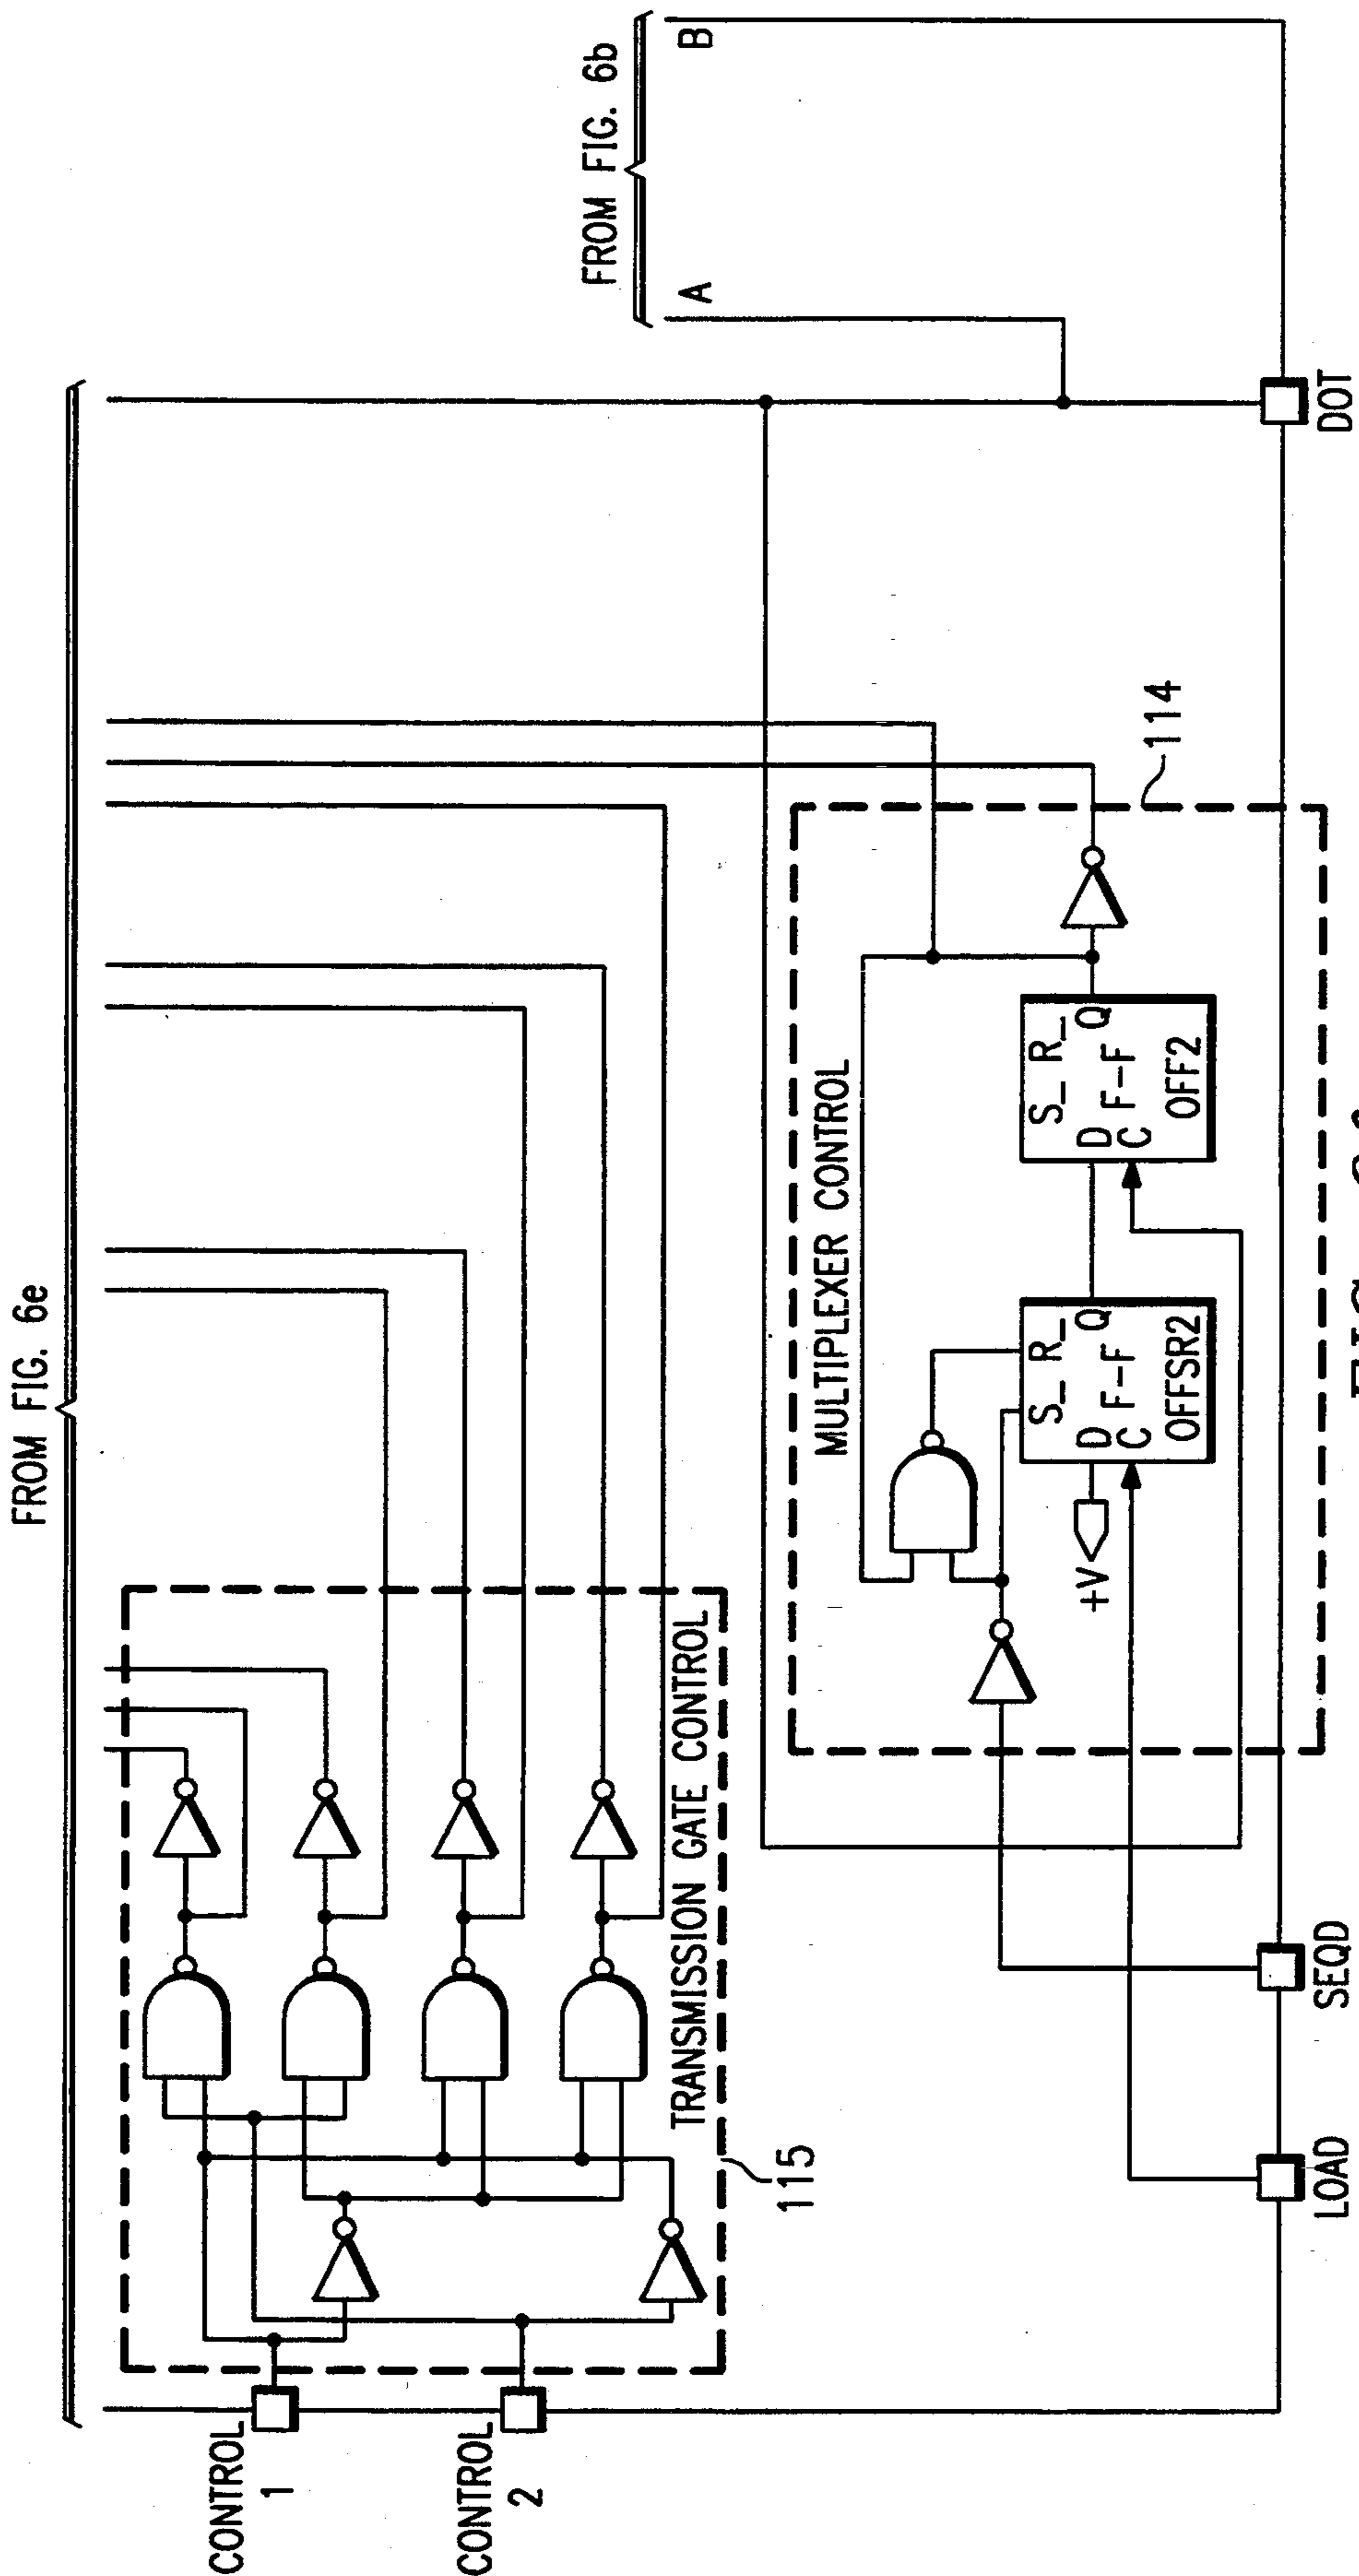 FROM FIG. 6e
FROM FIG. 6b
A
B
CONTROL
1
CONTROL
2
TRANSMISSION GATE CONTROL
115
MULTIPLEXER CONTROL
114
+V
S_ R_
D Q
C F-F
OFFSR2
S_ R_
D Q
C F-F
OFF2
LOAD
SEQD
DOT